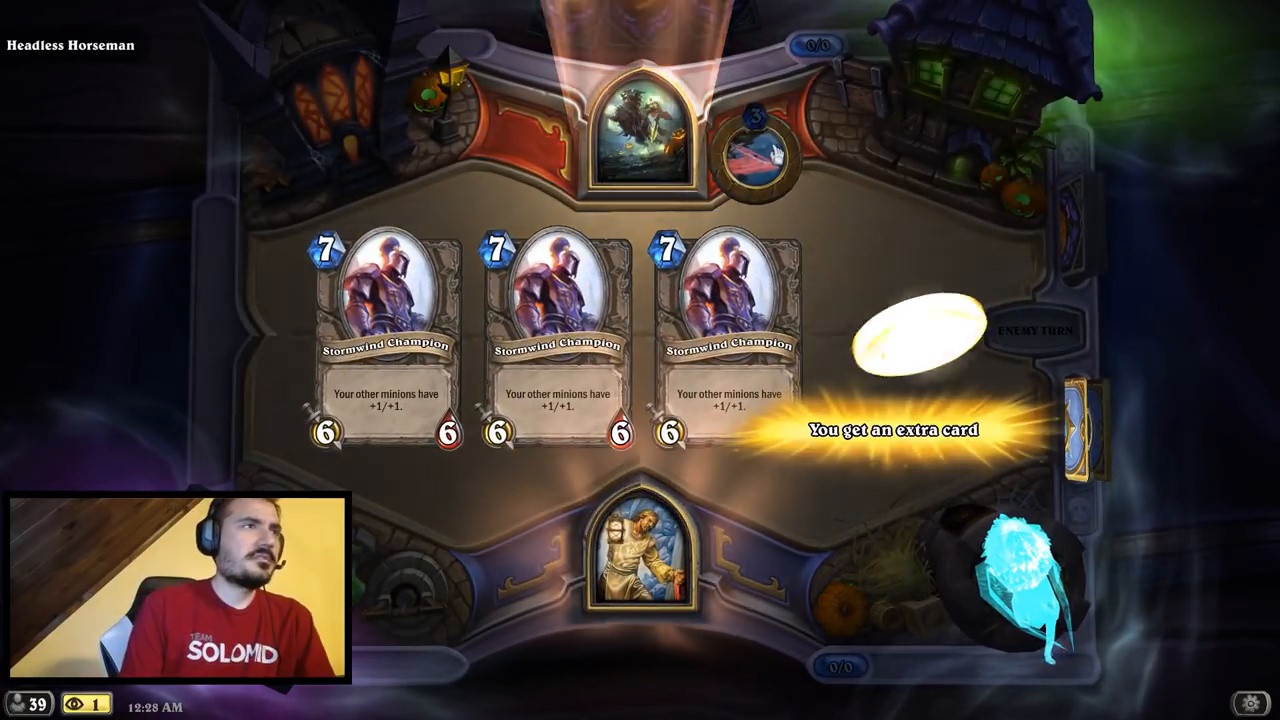 Headless Horseman
0/0
3
7
7
7
Stormwind Champion
Stormwind Champion
Stormwind Champion
Your other minions have
+1/+1.
Your other minions have
+1/+1.
Your other minions have
+1/+1.
6
6
6
6
6
ENEMY TURN
You get an extra card
TEAM
SOLOMID
0/0
39
1
12:28 AM